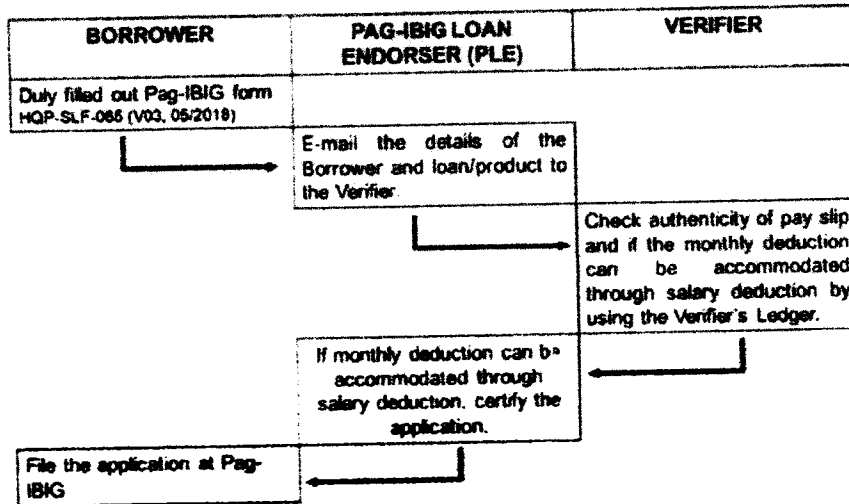 BORROWER
PAG-IBIG LOAN
ENDORSER (PLE)
VERIFIER
Duly filled out Pag-IBIG form
HQP-SLF-065 (V03, 05/2018)
E-mail the details of the
Borrower and loan/product to
the Verifier.
Check authenticity of pay slip
and if the monthly deduction
can be accommodated
through salary deduction by
using the Verifier's Ledger.
If monthly deduction can be
accommodated through
salary deduction, certify the
application.
File the application at Pag-
IBIG